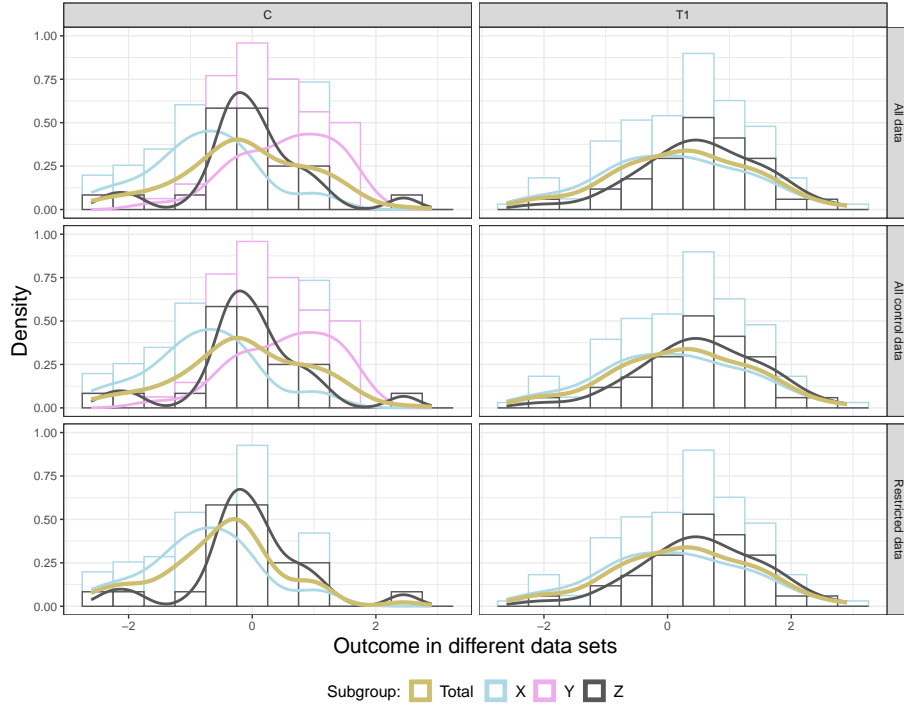 C
T1
1.00
0.75
0.50
0.25
0.00
All data
1.00
0.75
0.50
0.25
0.00
All control data
1.00
0.75
0.50
0.25
0.00
Restricted data
Density
−2
0
2
−2
0
2
Outcome in different data sets
Subgroup: Total X Y Z